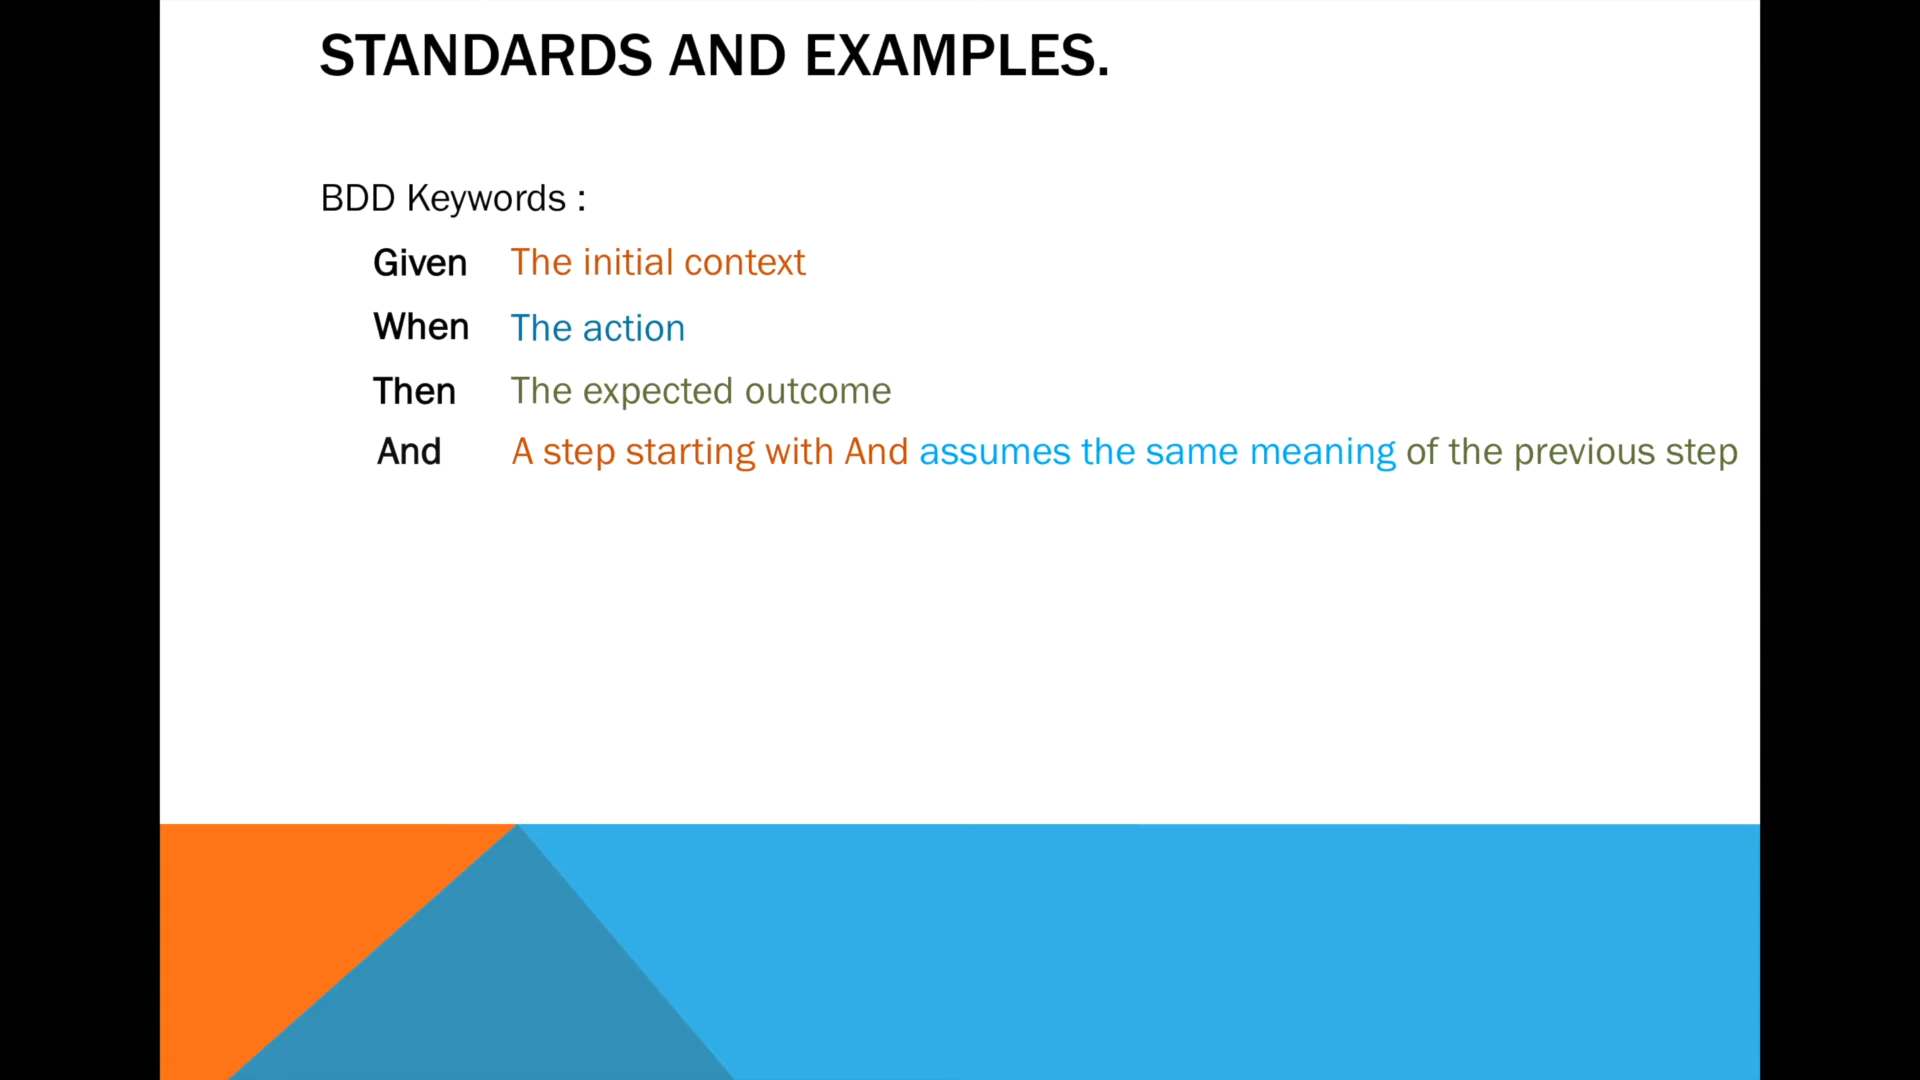 STANDARDS AND EXAMPLES.
BDD Keywords :
Given The initial context
When The action
Then The expected outcome
And A step starting with And assumes the same meaning of the previous step